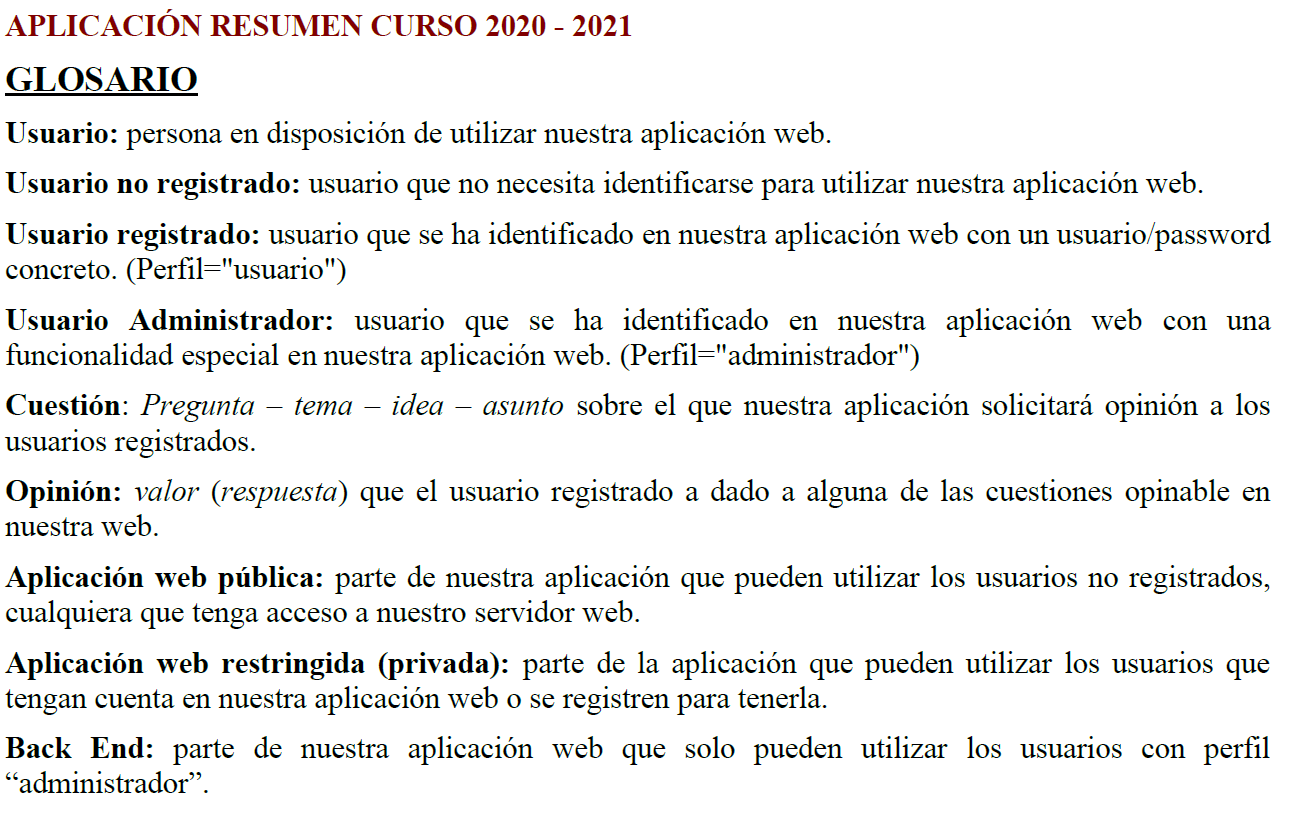 APLICACIÓN RESUMEN CURSO 2020 - 2021
GLOSARIO
Usuario: persona en disposición de utilizar nuestra aplicación web.
Usuario no registrado: usuario que no necesita identificarse para utilizar nuestra aplicación web.
Usuario registrado: usuario que se ha identificado en nuestra aplicación web con un usuario/password
concreto. (Perfil="usuario")
Usuario Administrador: usuario que se ha identificado en nuestra aplicación web con una
funcionalidad especial en nuestra aplicación web. (Perfil="administrador")
Cuestión: Pregunta – tema – idea – asunto sobre el que nuestra aplicación solicitará opinión a los
usuarios registrados.
Opinión: valor (respuesta) que el usuario registrado a dado a alguna de las cuestiones opinable en
nuestra web.
Aplicación web pública: parte de nuestra aplicación que pueden utilizar los usuarios no registrados,
cualquiera que tenga acceso a nuestro servidor web.
Aplicación web restringida (privada): parte de la aplicación que pueden utilizar los usuarios que
tengan cuenta en nuestra aplicación web o se registren para tenerla.
Back End: parte de nuestra aplicación web que solo pueden utilizar los usuarios con perfil
“administrador”.